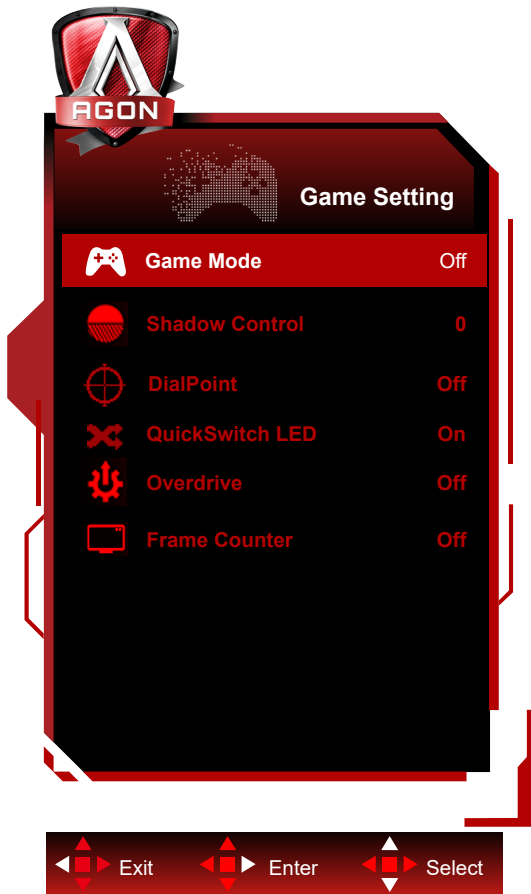 AGON
Game Setting
Game Mode Off
Shadow Control 0
DialPoint Off
QuickSwitch LED On
Overdrive Off
Frame Counter Off
Exit Enter Select